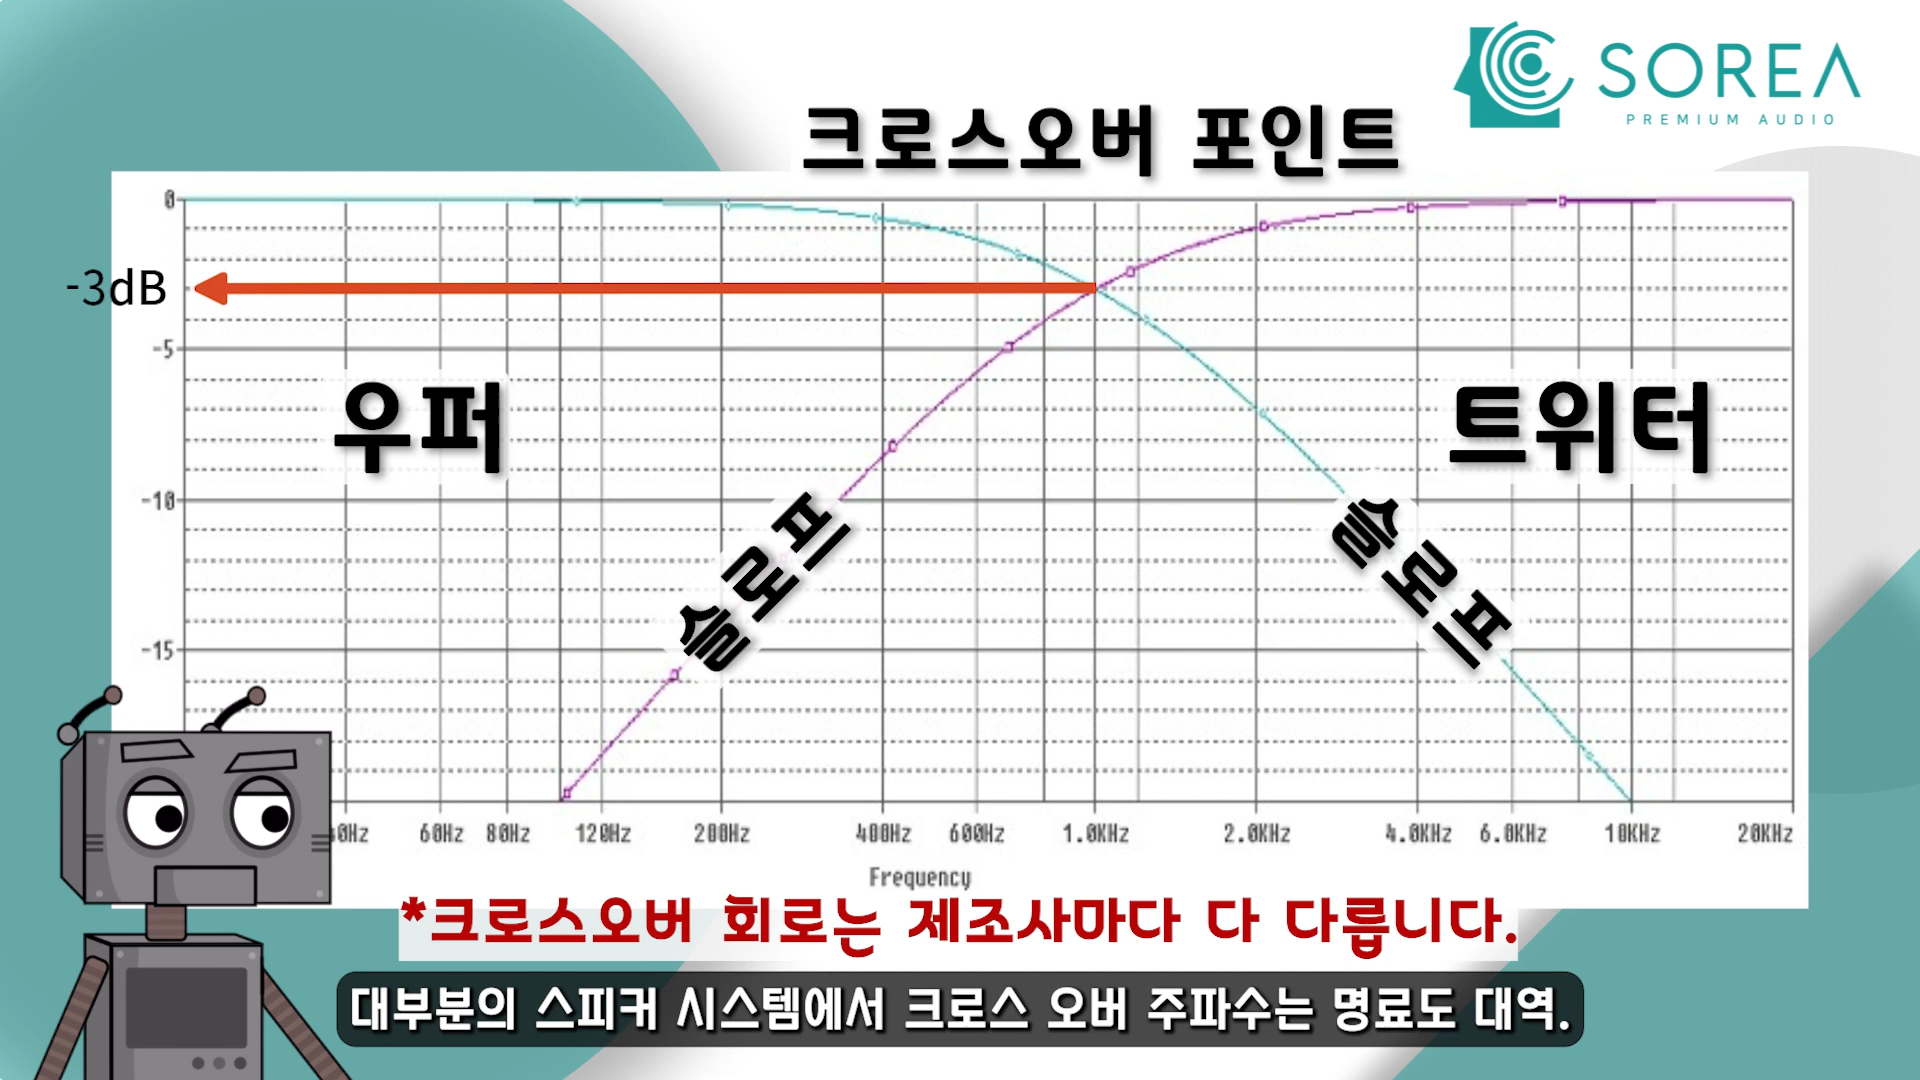 SOREA
PREMIUM AUDIO
크로스오버 포인트
0
-3dB
-5
우퍼
트위터
-10
슬로프
슬로프
-15
60Hz 80Hz 120Hz 200Hz 400Hz 600Hz 1.0KHz 2.0KHz 4.0KHz 6.0KHz 10KHz 20KHz
Frequency
*크로스오버 회로는 제조사마다 다 다릅니다.
대부분의 스피커 시스템에서 크로스 오버 주파수는 명료도 대역.